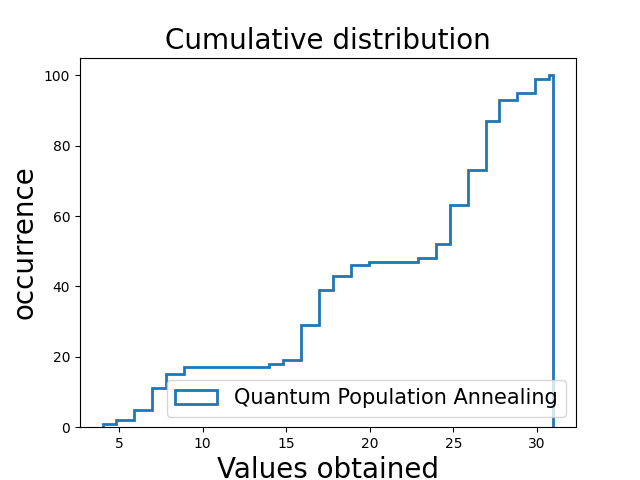 Cumulative distribution
occurrence
100
80
60
40
20
0
Quantum Population Annealing
5 10 15 20 25 30
Values obtained